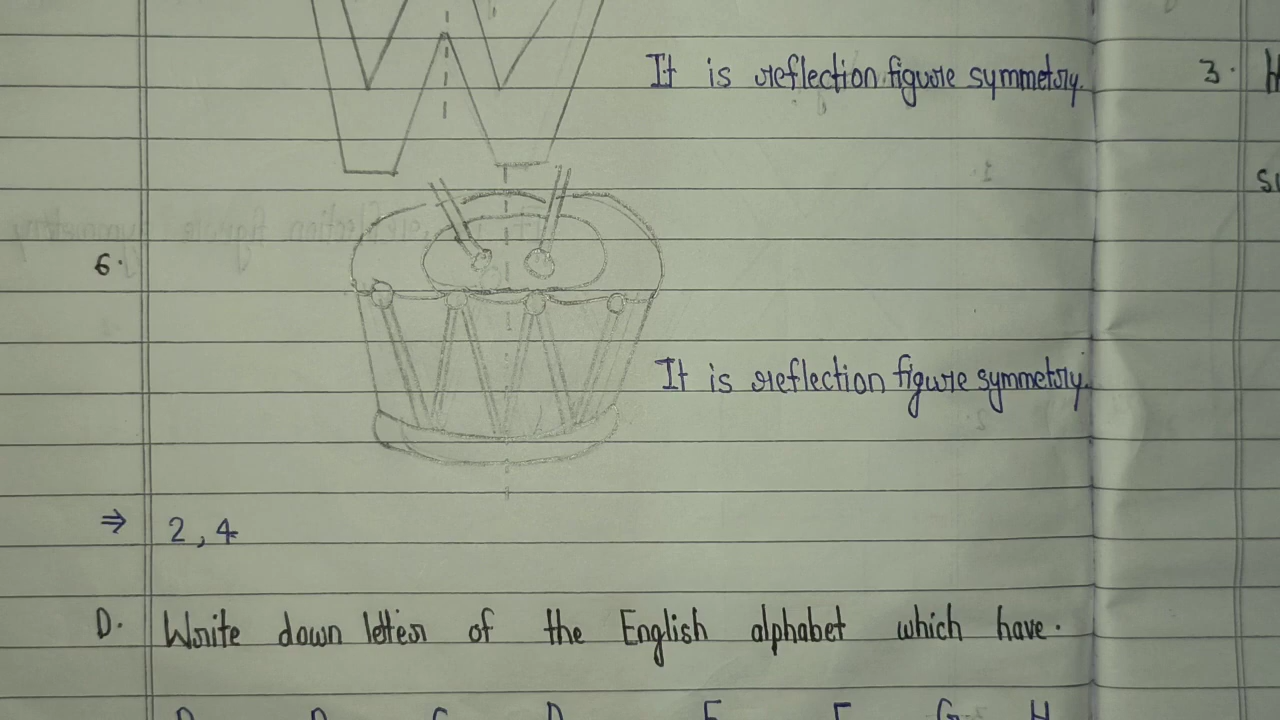 It is reflection figure symmetry.
3. H
6.
It is reflection figure symmetry.
⇒ 2, 4
D. Write down letter of the English alphabet which have.